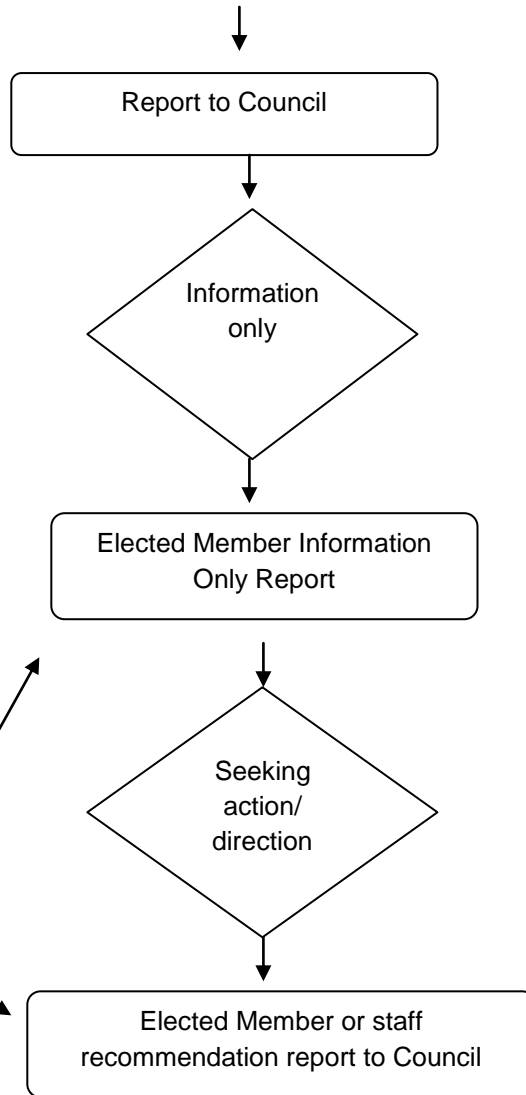 Report to Council
Information
only
Elected Member Information
Only Report
Seeking
action/
direction
Elected Member or staff
recommendation report to Council